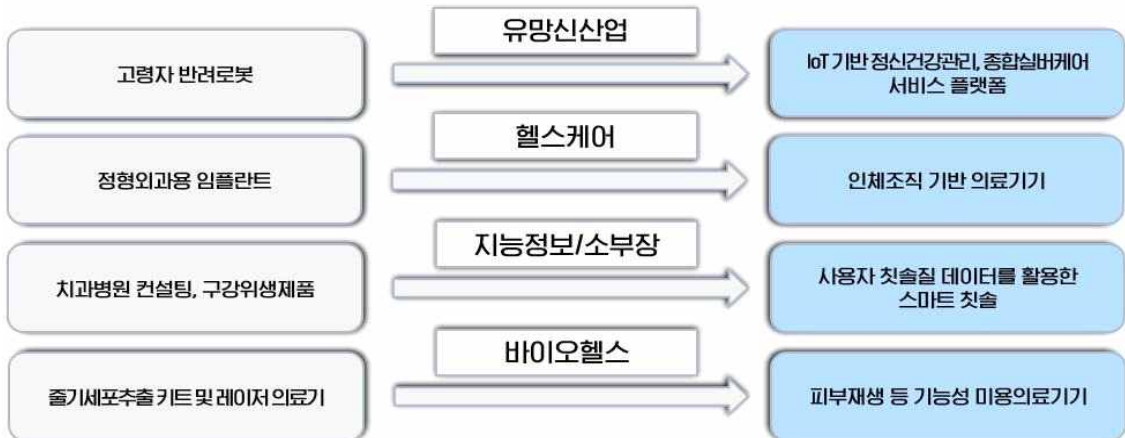 유망신산업
고령자 반려로봇
IoT 기반 정신건강관리, 종합실버케어
서비스 플랫폼
헬스케어
정형외과용 임플란트
인체조직 기반 의료기기
지능정보/소부장
치과병원 컨설팅, 구강위생제품
사용자 칫솔질 데이터를 활용한
스마트 칫솔
바이오헬스
줄기세포추출 키트 및 레이저 의료기
피부재생 등 기능성 미용의료기기